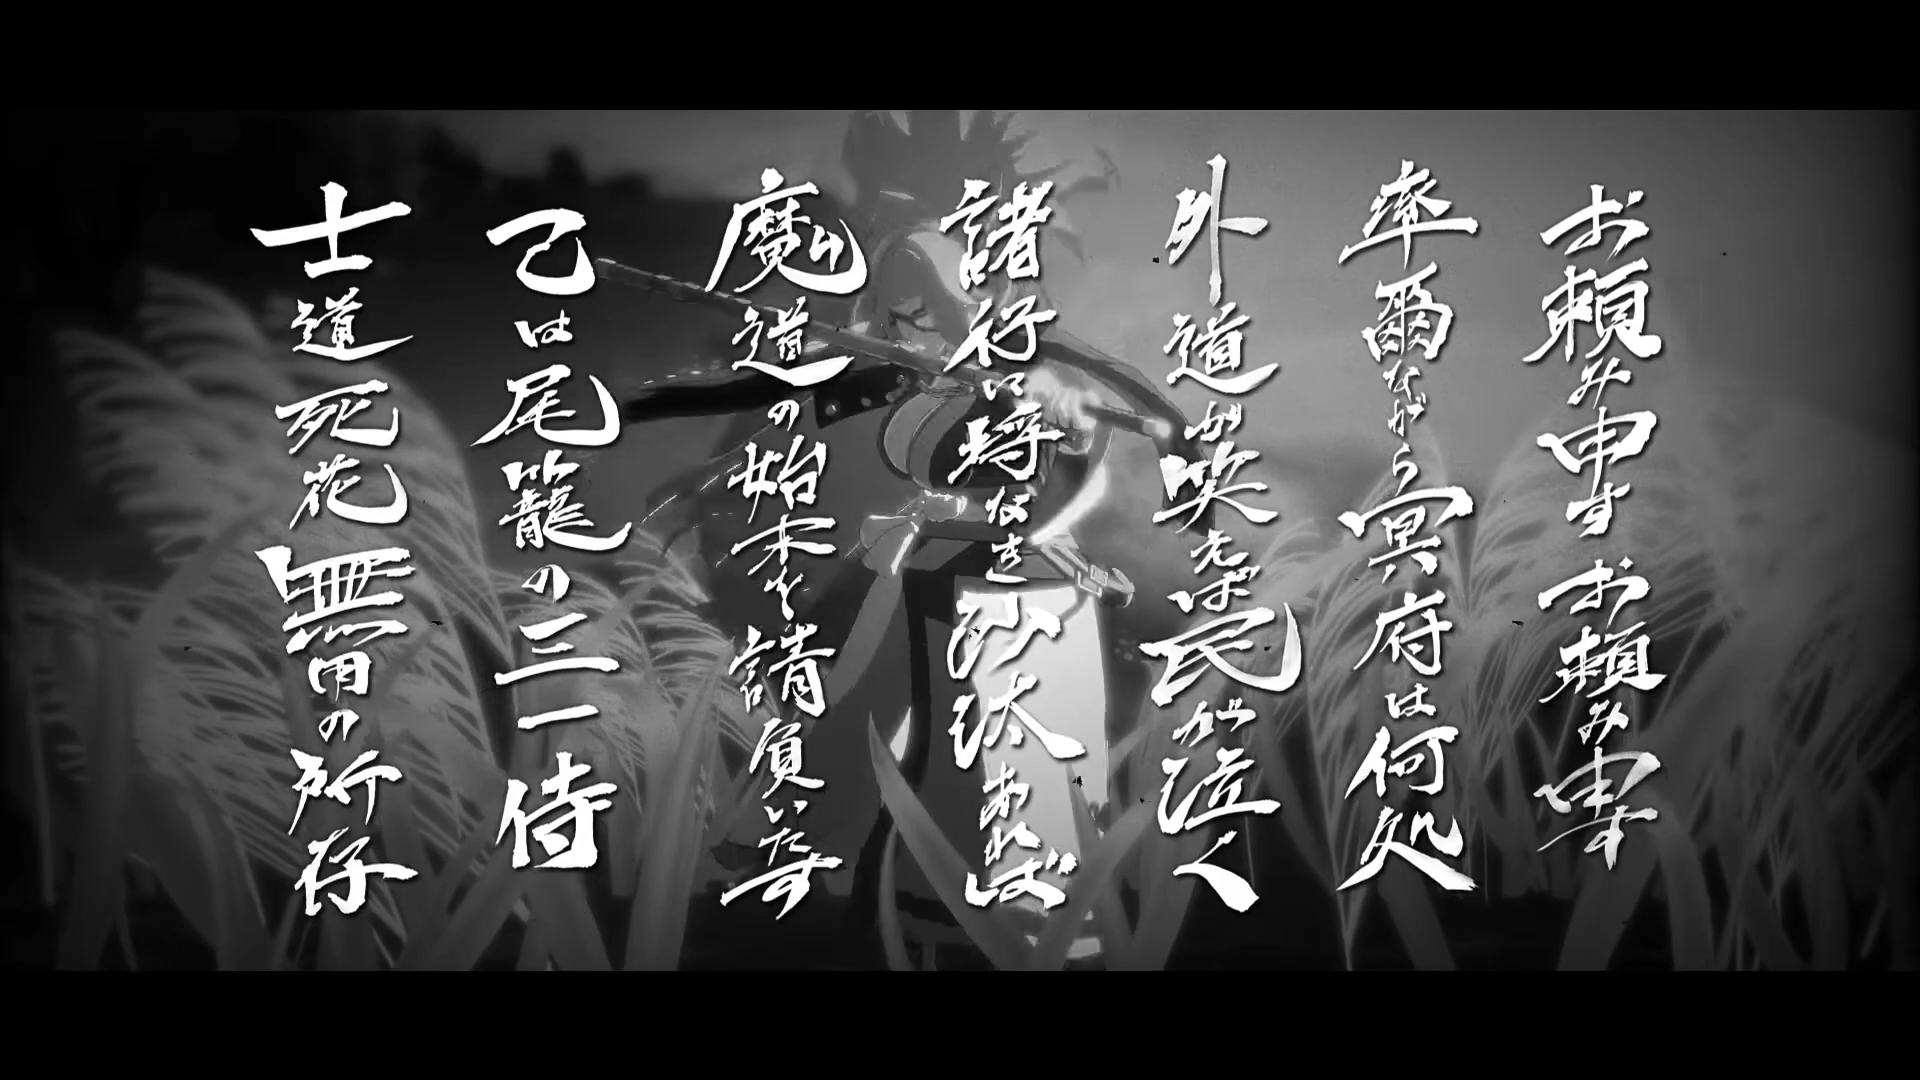 お頼み申すお頼み申す
率爾ながら冥府は何処
外道が笑えば民が泣く
諸行に埒なき沙汰あれば
魔道の始末を請負いたす
己は尾籠の三一侍
士道死花無用の所存